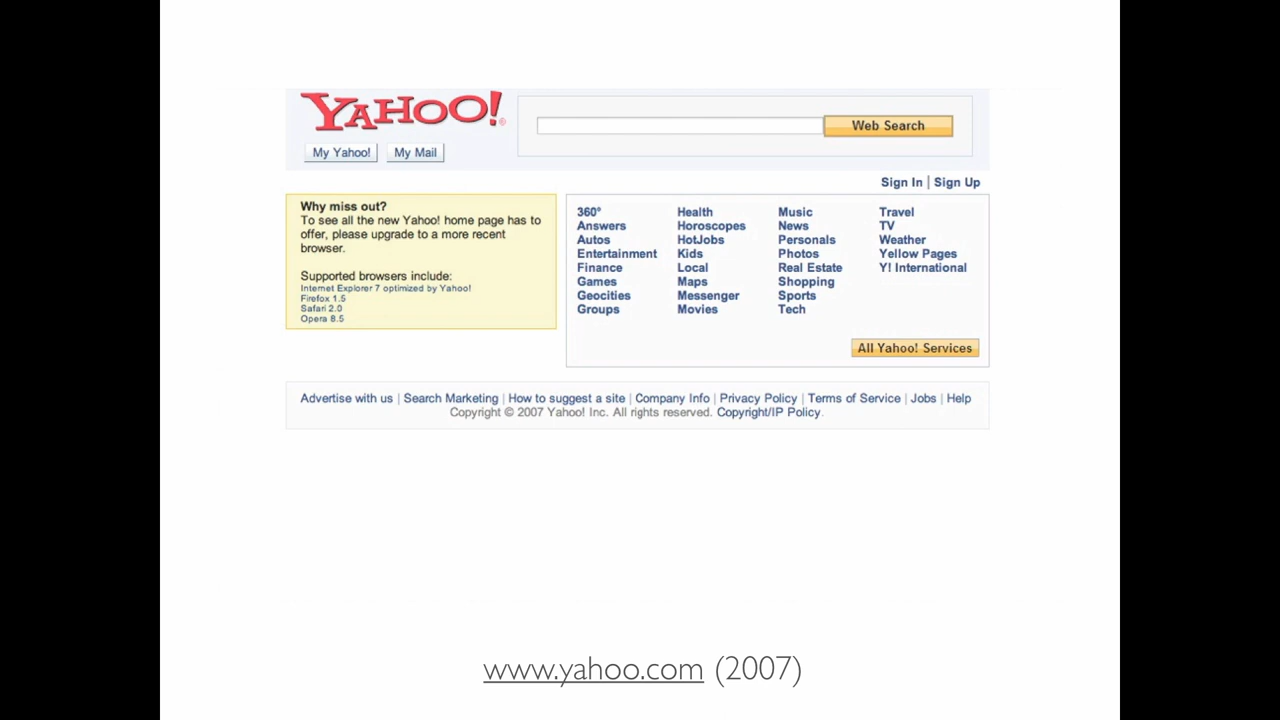 YAHOO!
Web Search
My Yahoo! My Mail
Sign In | Sign Up
Why miss out?
To see all the new Yahoo! home page has to
offer, please upgrade to a more recent
browser.
Supported browsers include:
Internet Explorer 7 optimized by Yahoo!
Firefox 1.5
Safari 2.0
Opera 8.5
360°
Answers
Autos
Entertainment
Finance
Games
Geocities
Groups
Health
Horoscopes
HotJobs
Kids
Local
Maps
Messenger
Movies
Music
News
Personals
Photos
Real Estate
Shopping
Sports
Tech
Travel
TV
Weather
Yellow Pages
Y! International
All Yahoo! Services
Advertise with us | Search Marketing | How to suggest a site | Company Info | Privacy Policy | Terms of Service | Jobs | Help
Copyright © 2007 Yahoo! Inc. All rights reserved. Copyright/IP Policy.
www.yahoo.com (2007)